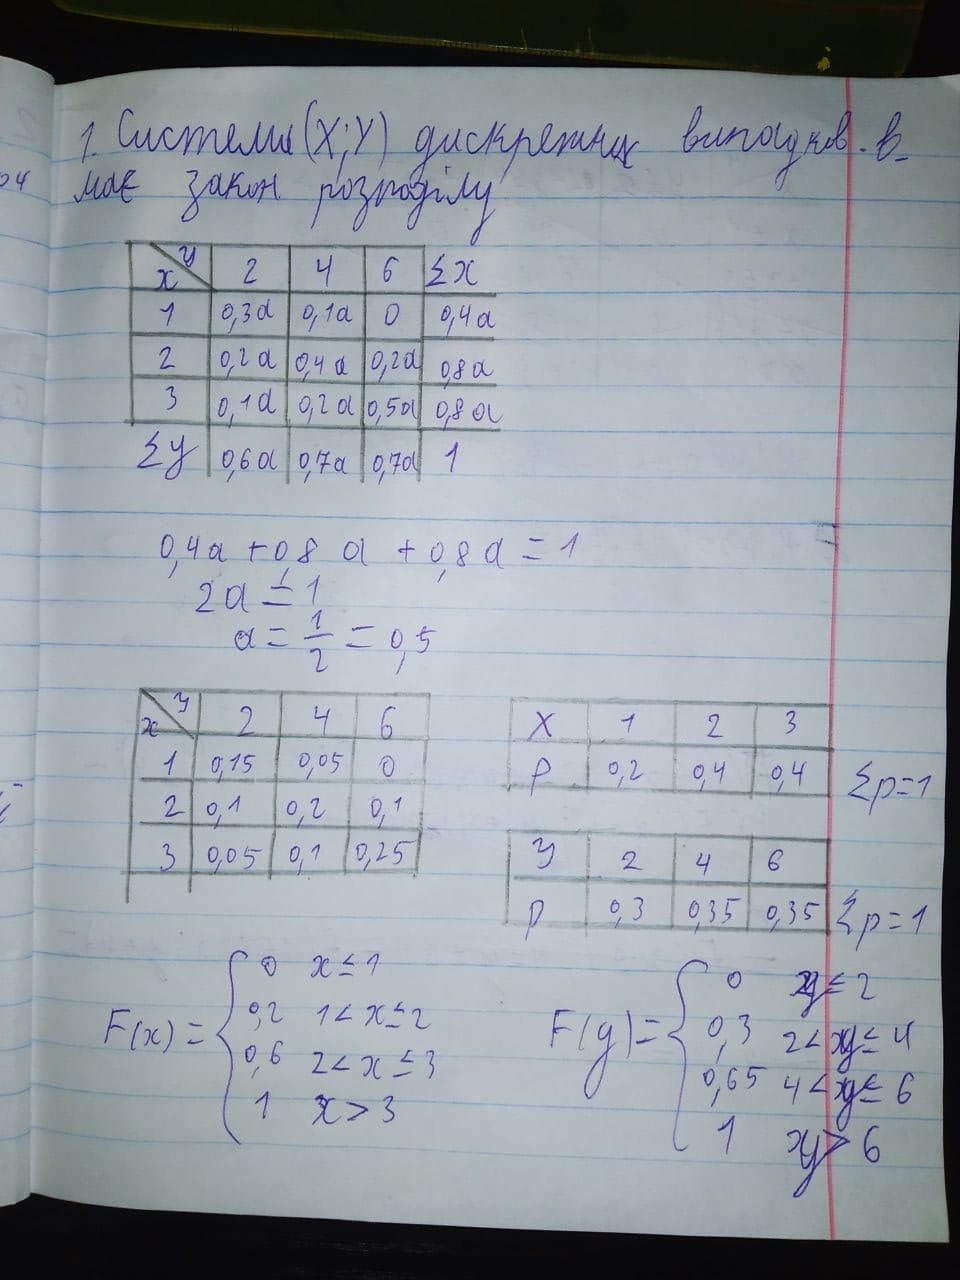 1. Система (X;Y) дискретних випадков. в.
має закон розподілу
x y 2 4 6 Σx
1 0,3a 0,1a 0 0,4a
2 0,2a 0,4a 0,2a 0,8a
3 0,1a 0,2a 0,5a 0,8a
Σy 0,6a 0,7a 0,7a 1
0,4a + 0,8a + 0,8a = 1
2a = 1
a = 1/2 = 0,5
x y 2 4 6
1 0,15 0,05 0
2 0,1 0,2 0,1
3 0,05 0,1 0,25
X 1 2 3
p 0,2 0,4 0,4 Σp=1
y 2 4 6
p 0,3 0,35 0,35 Σp=1
F(x) = { 0 x ≤ 1
0,2 1 < x ≤ 2
0,6 2 < x ≤ 3
1 x > 3
F(y) = { 0 y ≤ 2
0,3 2 < y ≤ 4
0,65 4 < y ≤ 6
1 y > 6